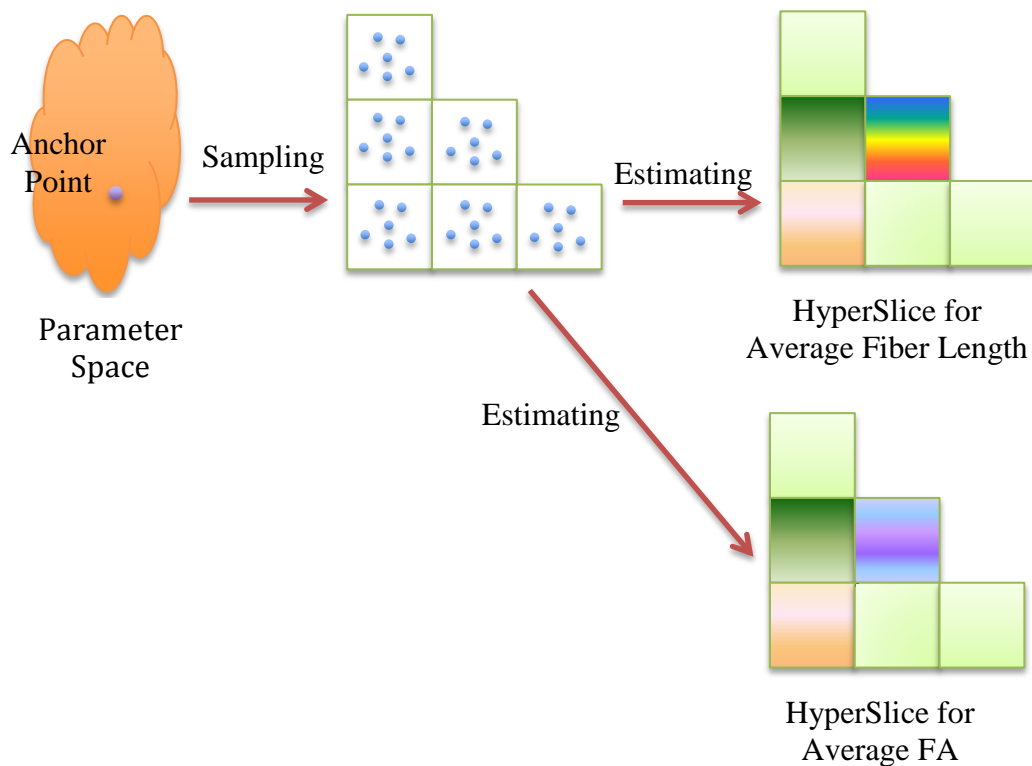 Anchor
Point
Sampling
Estimating
Parameter
Space
HyperSlice for
Average Fiber Length
Estimating
HyperSlice for
Average FA